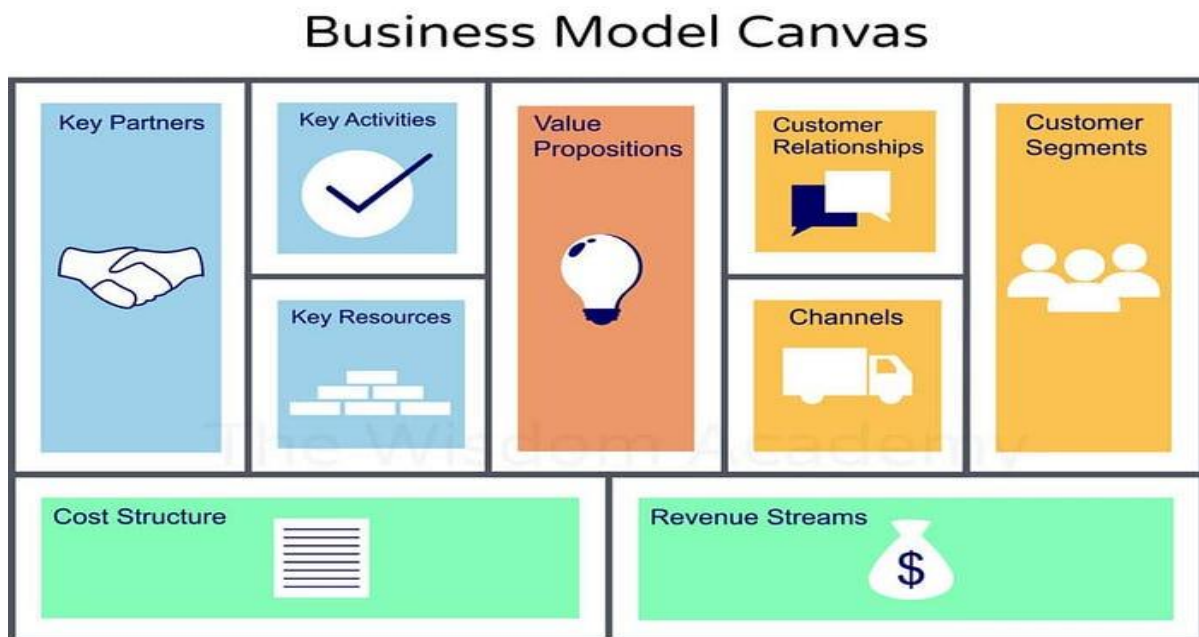 Business Model Canvas
Key Partners
Key Activities
Key Resources
Value
Propositions
Customer
Relationships
Channels
Customer
Segments
The Wisdom Academy
Cost Structure
Revenue Streams
$